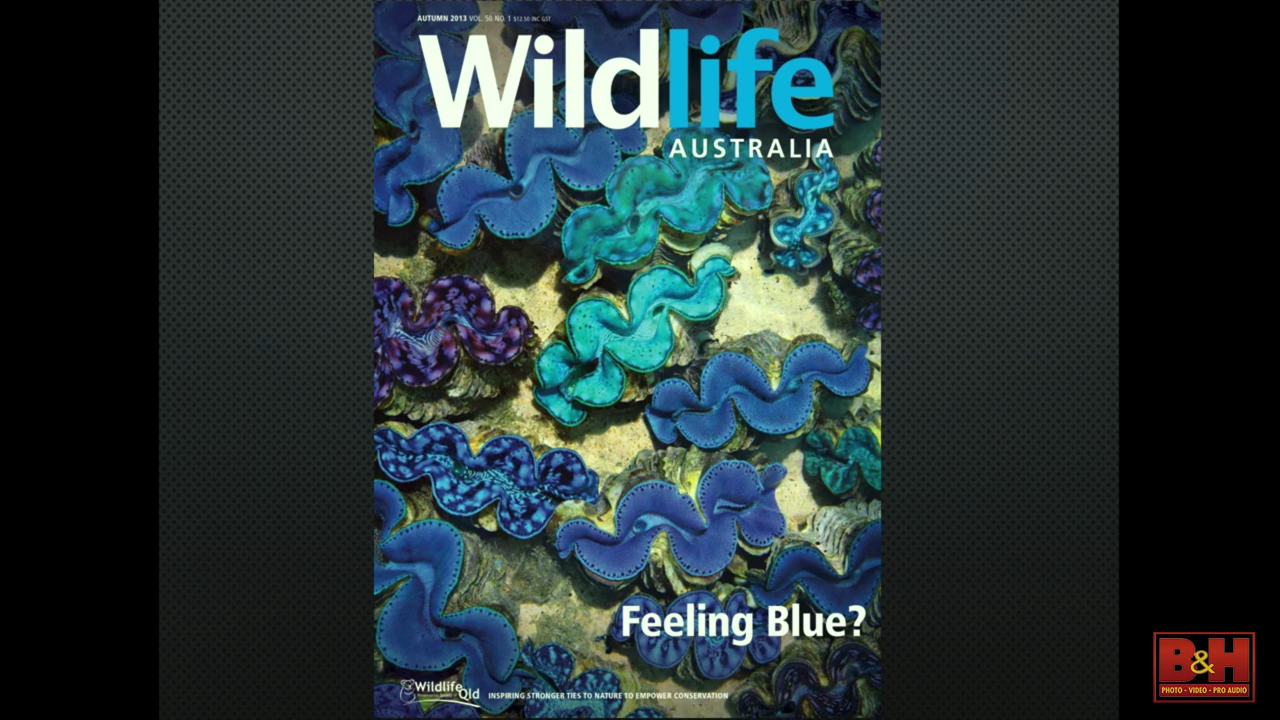 AUTUMN 2013 VOL. 50 NO. 1 $12.50 INC GST
Wildlife
AUSTRALIA
Feeling Blue?
Wildlife
Qld
INSPIRING STRONGER TIES TO NATURE TO EMPOWER CONSERVATION
B&H
PHOTO - VIDEO - PRO AUDIO